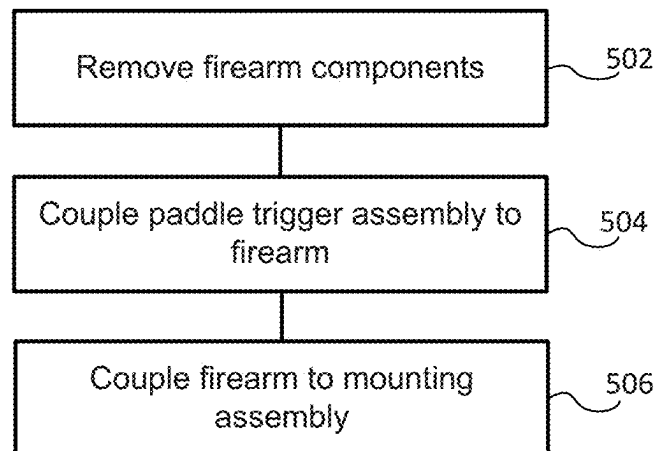 Remove firearm components
502
Couple paddle trigger assembly to
firearm
504
Couple firearm to mounting
assembly
506